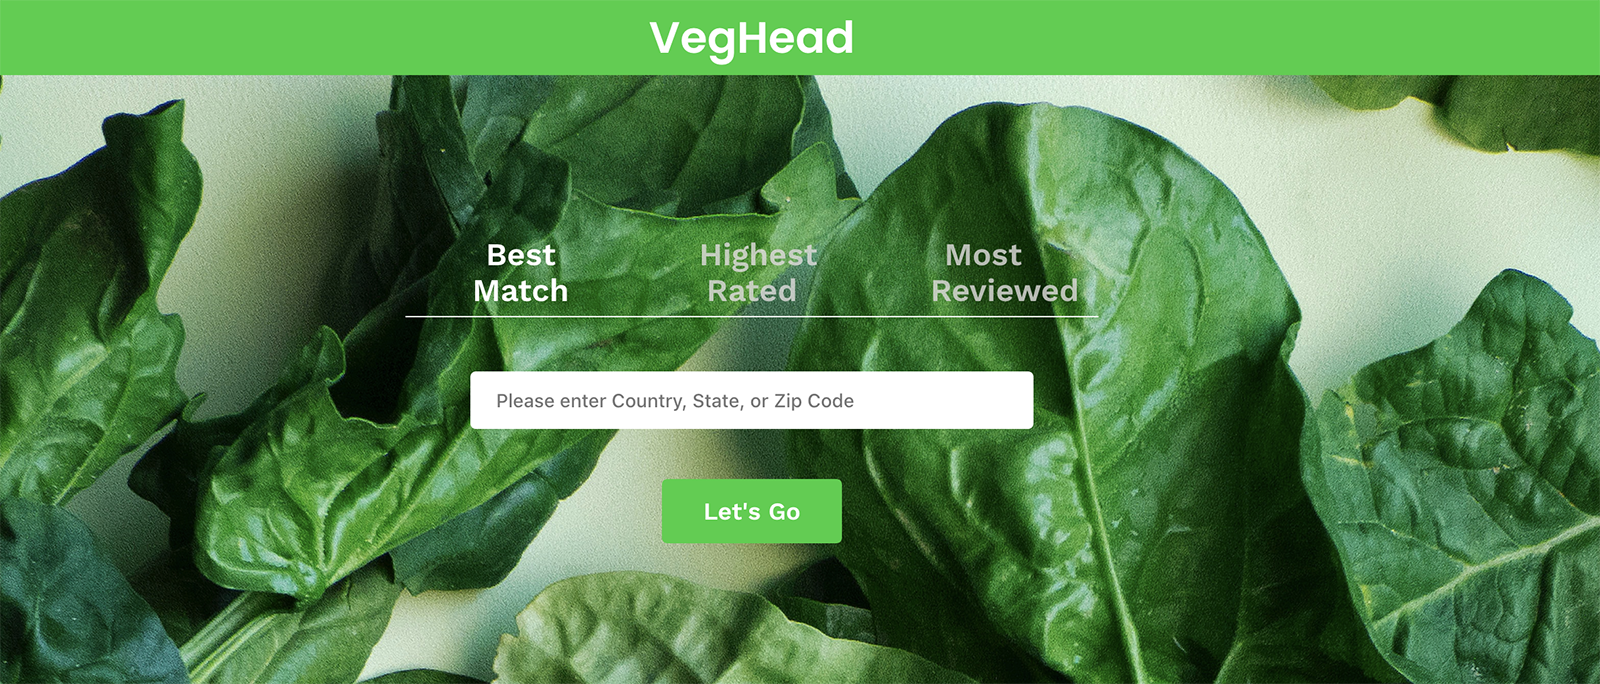 VegHead
Best Match
Highest Rated
Most Reviewed
Please enter Country, State, or Zip Code
Let's Go